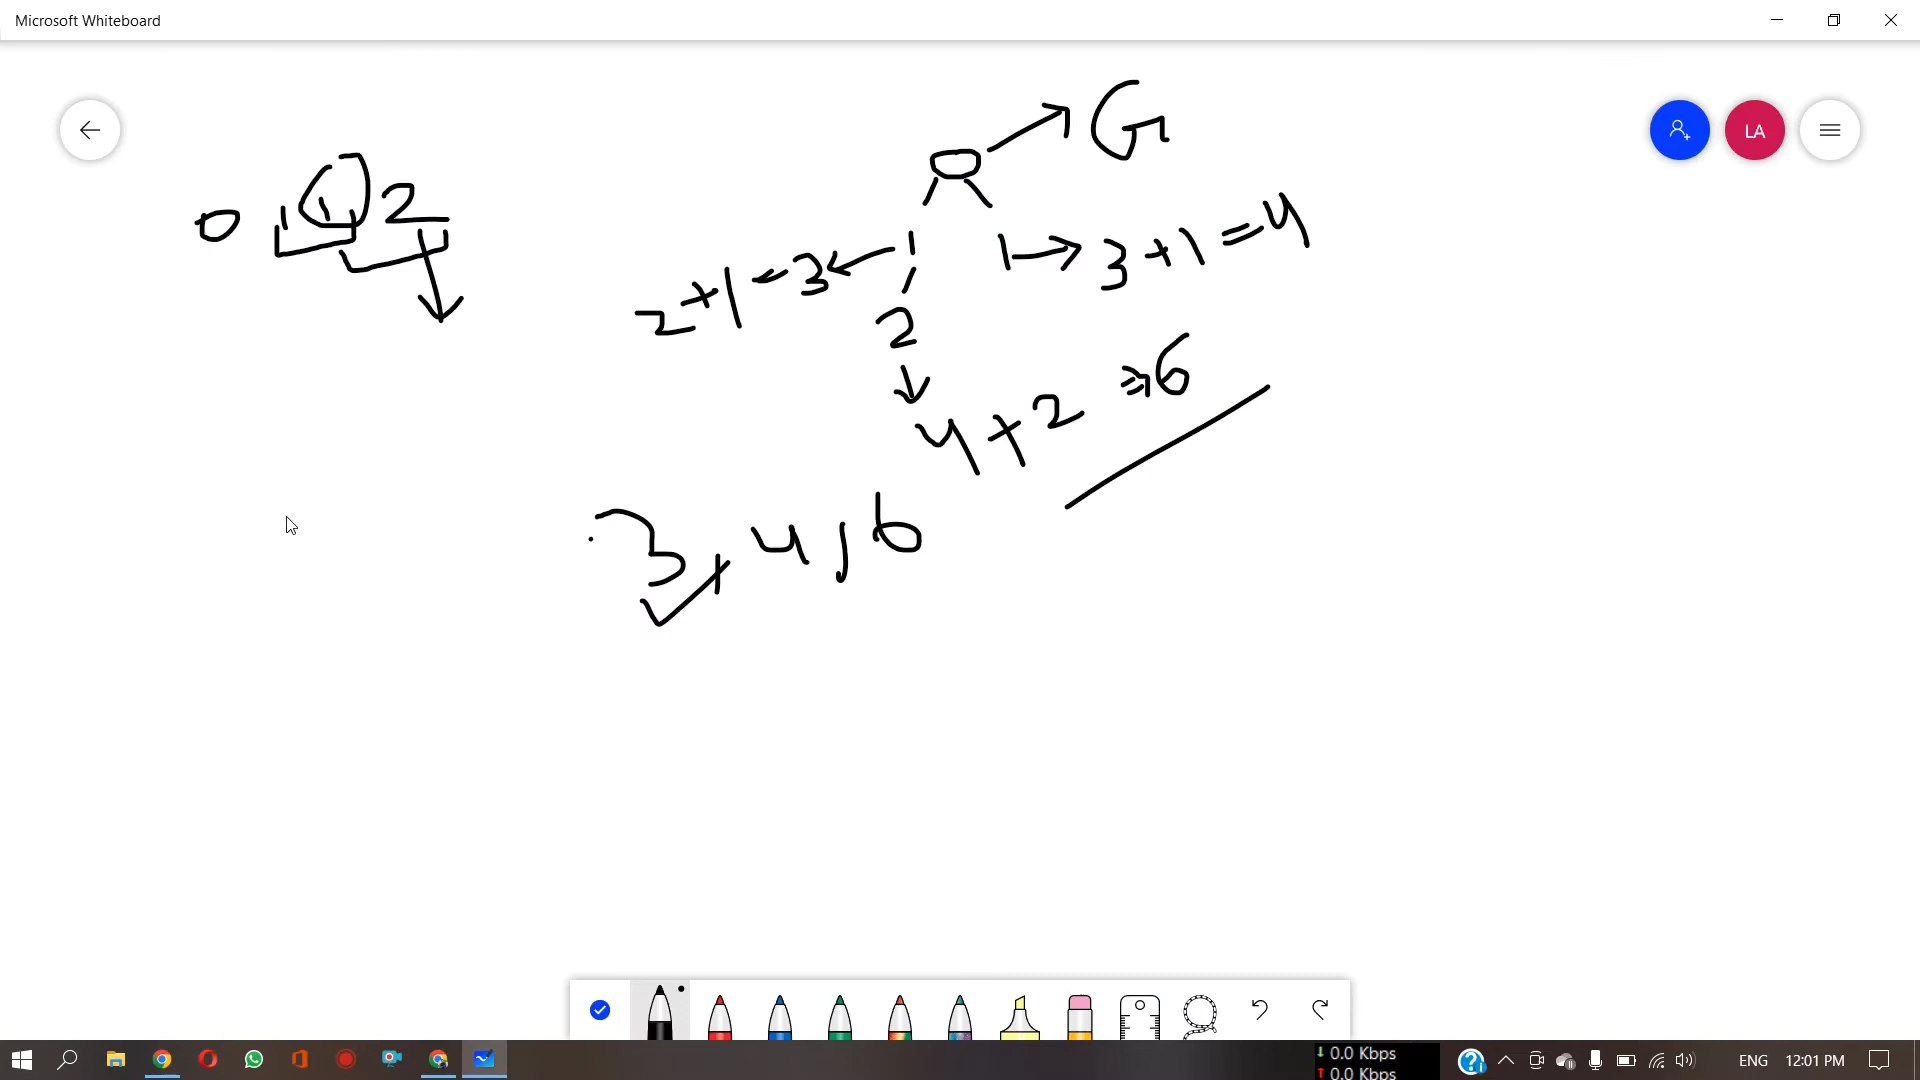 Microsoft Whiteboard
G
0 1 1 2
LA
2+1=3 ← 1
1 → 3+1=4
2
4+2 ⇒ 6
3, 4, 6
0.0 Kbps
0.0 Kbps
ENG 12:01 PM